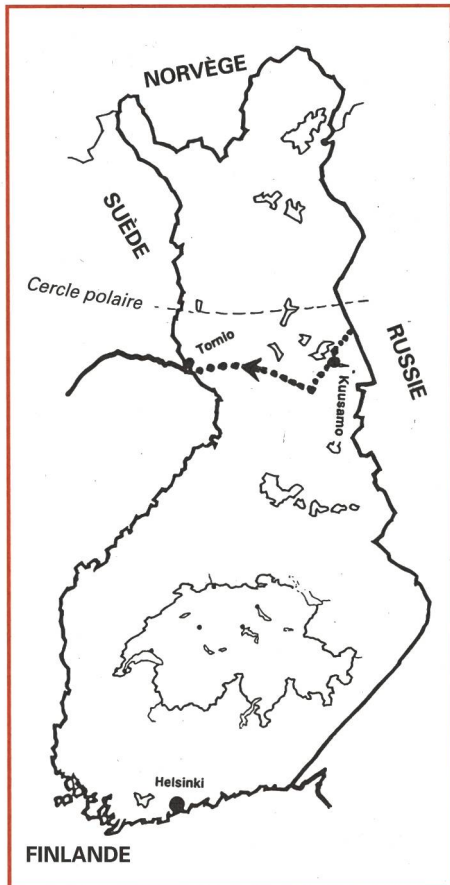 NORVÈGE
SUÈDE
Cercle polaire
Tornio
RUSSIE
Kuusamo
Helsinki
FINLANDE